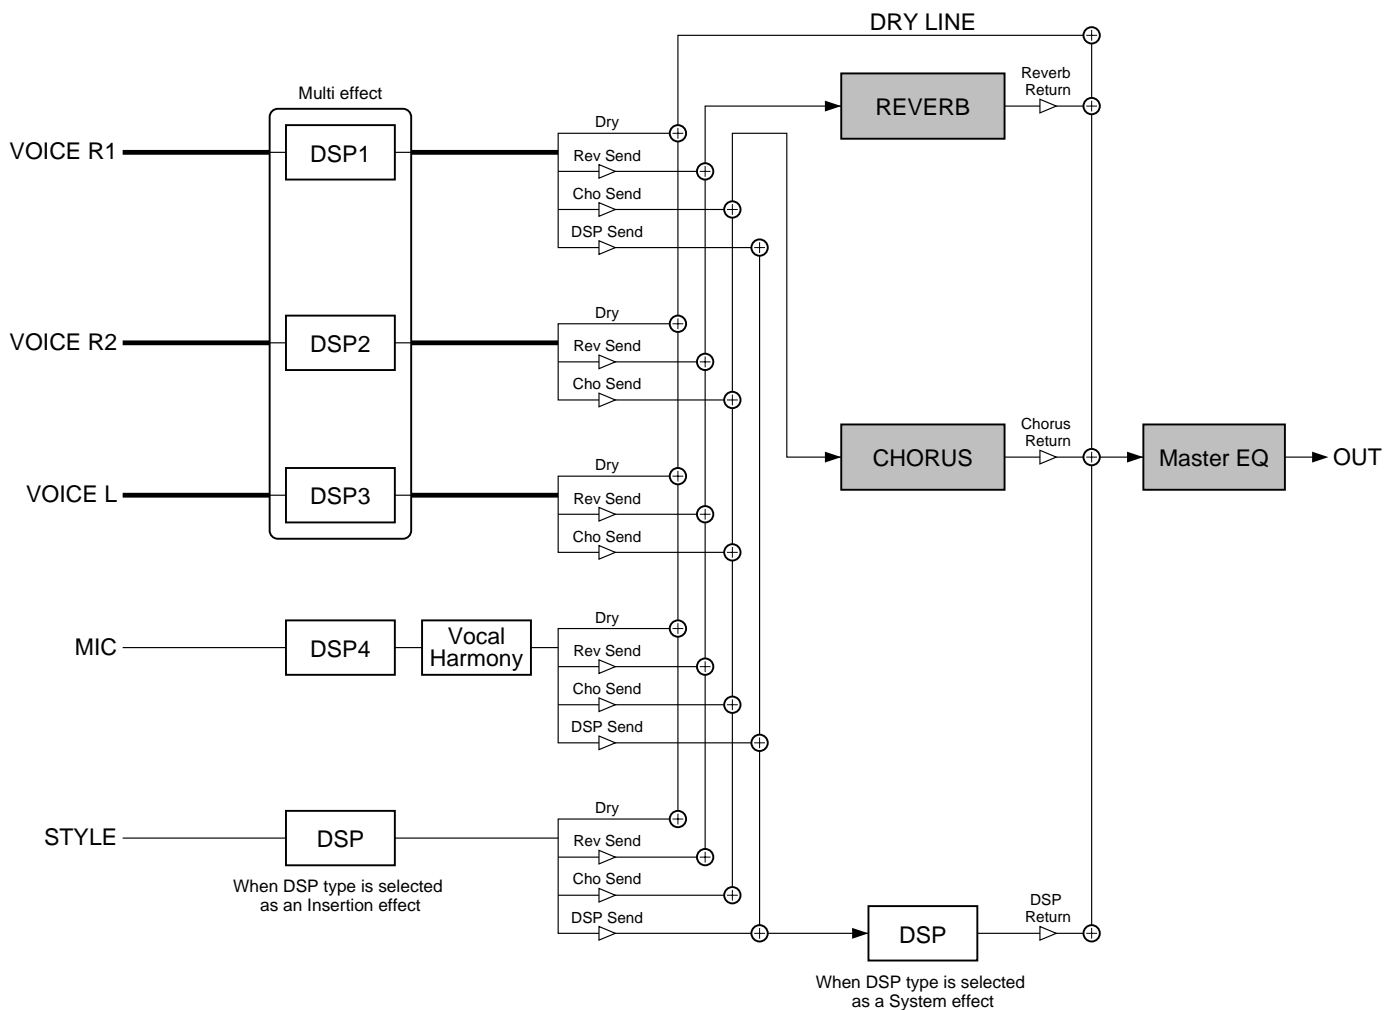 DRY LINE
Multi effect
Reverb
Return
REVERB
VOICE R1
DSP1
Dry
Rev Send
Cho Send
DSP Send
VOICE R2
DSP2
Dry
Rev Send
Cho Send
CHORUS
Chorus
Return
Master EQ
OUT
VOICE L
DSP3
Dry
Rev Send
Cho Send
MIC
DSP4
Vocal
Harmony
Dry
Rev Send
Cho Send
DSP Send
STYLE
DSP
When DSP type is selected
as an Insertion effect
Dry
Rev Send
Cho Send
DSP Send
DSP
DSP
Return
When DSP type is selected
as a System effect